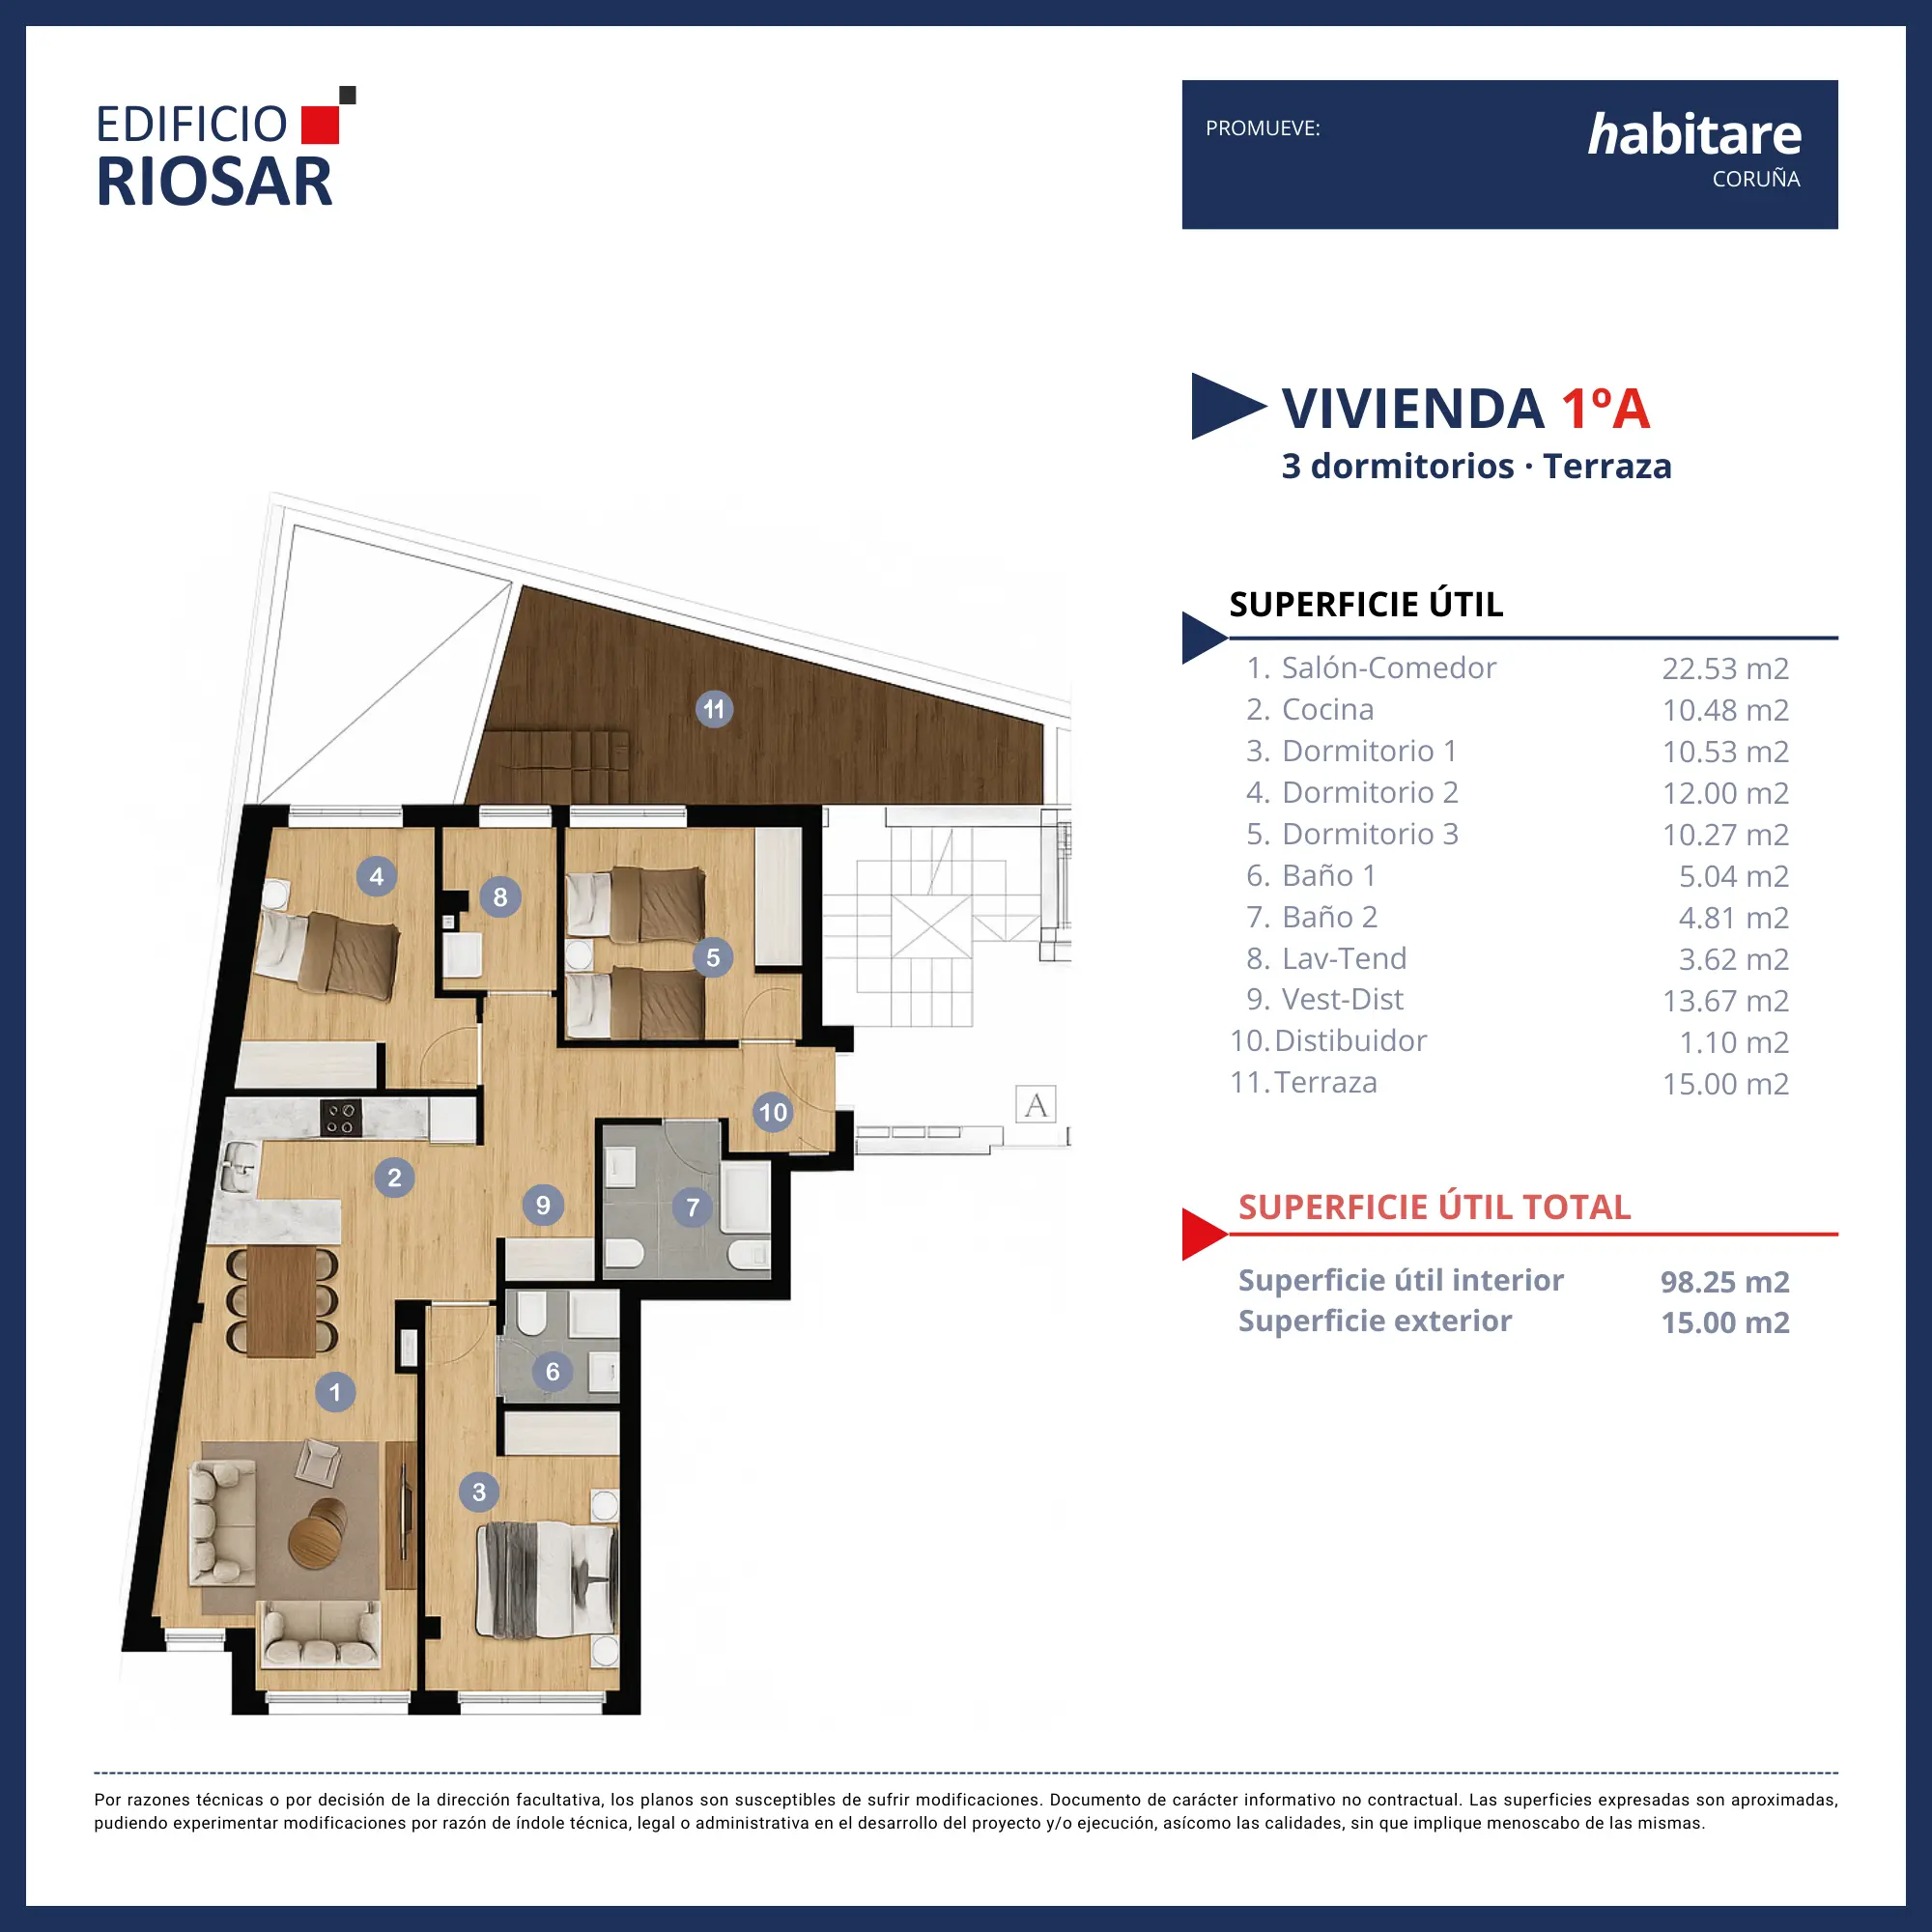 EDIFICIO
RIOSAR
PROMUEVE:
habitare
CORUÑA
VIVIENDA 1ºA
3 dormitorios · Terraza
SUPERFICIE ÚTIL
1. Salón-Comedor 22.53 m2
2. Cocina 10.48 m2
3. Dormitorio 1 10.53 m2
4. Dormitorio 2 12.00 m2
5. Dormitorio 3 10.27 m2
6. Baño 1 5.04 m2
7. Baño 2 4.81 m2
8. Lav-Tend 3.62 m2
9. Vest-Dist 13.67 m2
10. Distibuidor 1.10 m2
11. Terraza 15.00 m2
SUPERFICIE ÚTIL TOTAL
Superficie útil interior 98.25 m2
Superficie exterior 15.00 m2
11
4
8
5
10
A
2
9
7
6
1
3
Por razones técnicas o por decisión de la dirección facultativa, los planos son susceptibles de sufrir modificaciones. Documento de carácter informativo no contractual. Las superficies expresadas son aproximadas,
pudiendo experimentar modificaciones por razón de índole técnica, legal o administrativa en el desarrollo del proyecto y/o ejecución, asícomo las calidades, sin que implique menoscabo de las mismas.